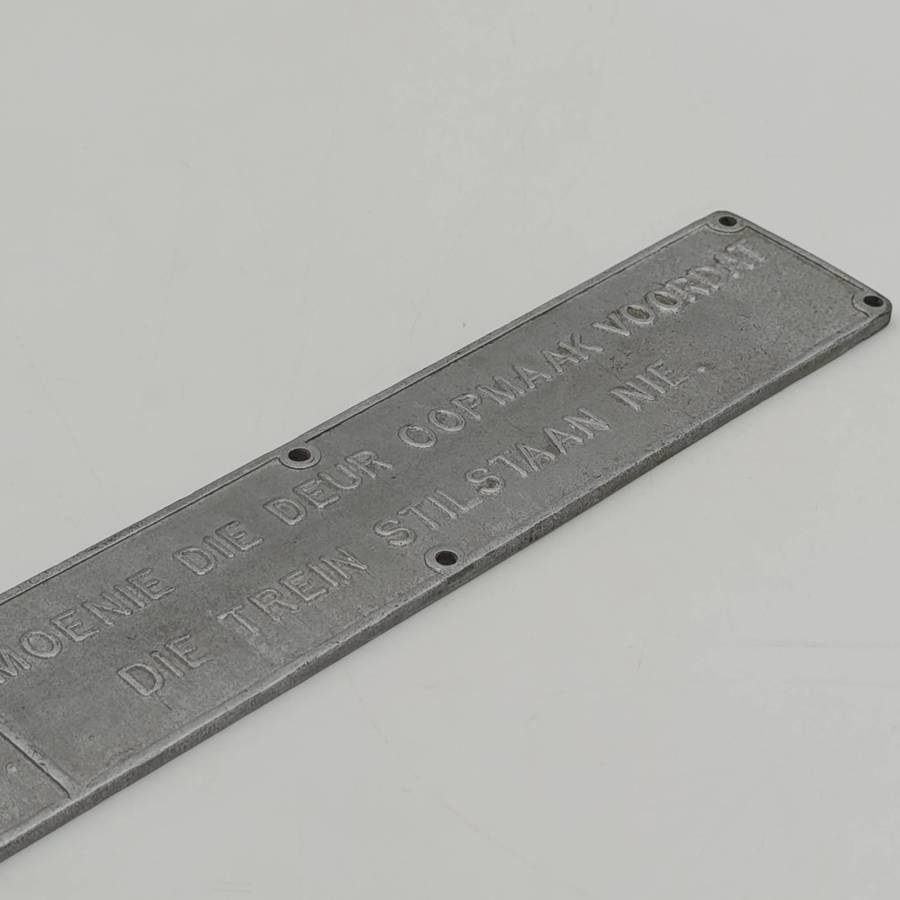 MOENIE DIE DEUR OOPMAAK VOORDAT
DIE TREIN STILSTAAN NIE.